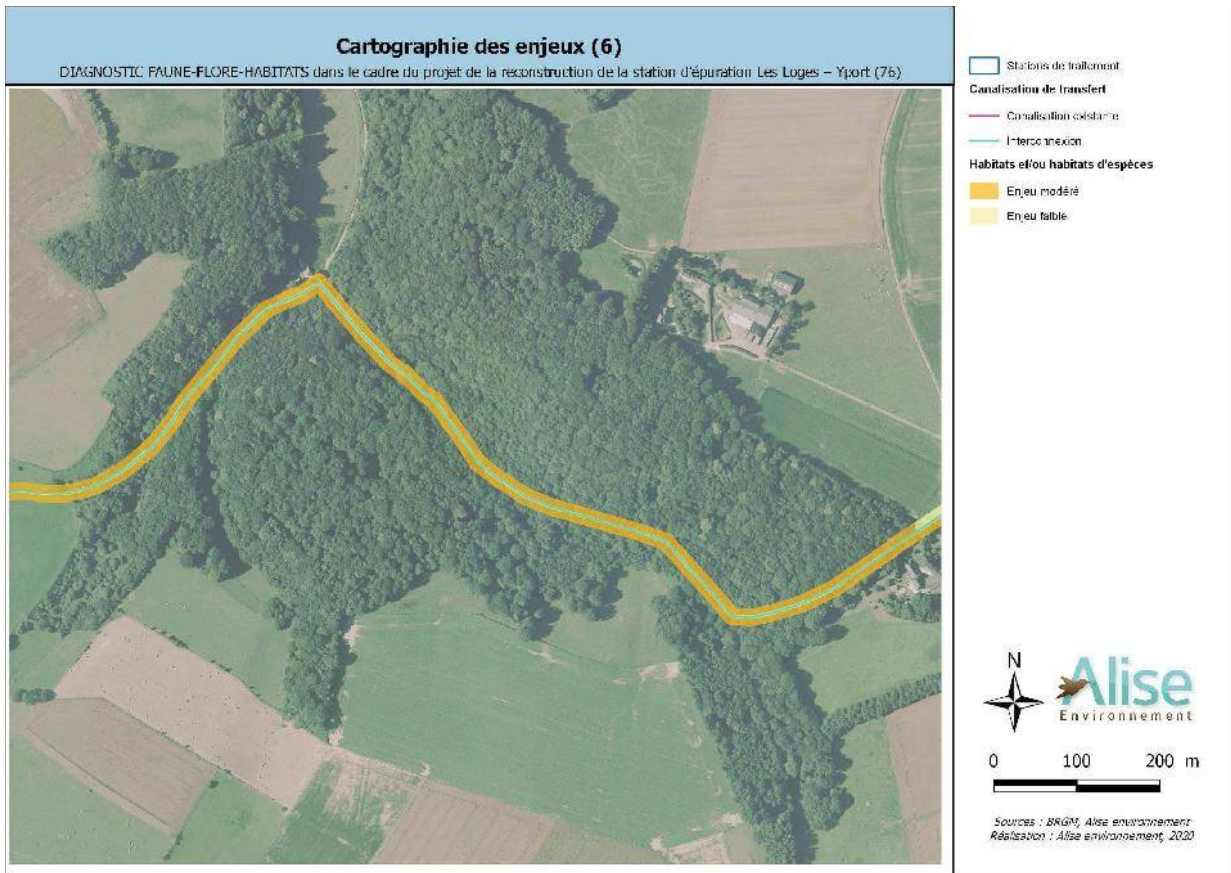 Cartographie des enjeux (6)
DIAGNOSTIC FAUNE-FLORE-HABITATS dans le cadre du projet de la reconstruction de la station d'épuration Les Loges – Yport (76)
Stations de traitement
Canalisation de transfert
Canalisation existante
Interconnexion
Habitats et/ou habitats d'espèces
Enjeu modéré
Enjeu faible
N
Alise
Environnement
0 100 200 m
Sources : BRGM, Alise environnement
Réalisation : Alise environnement, 2020